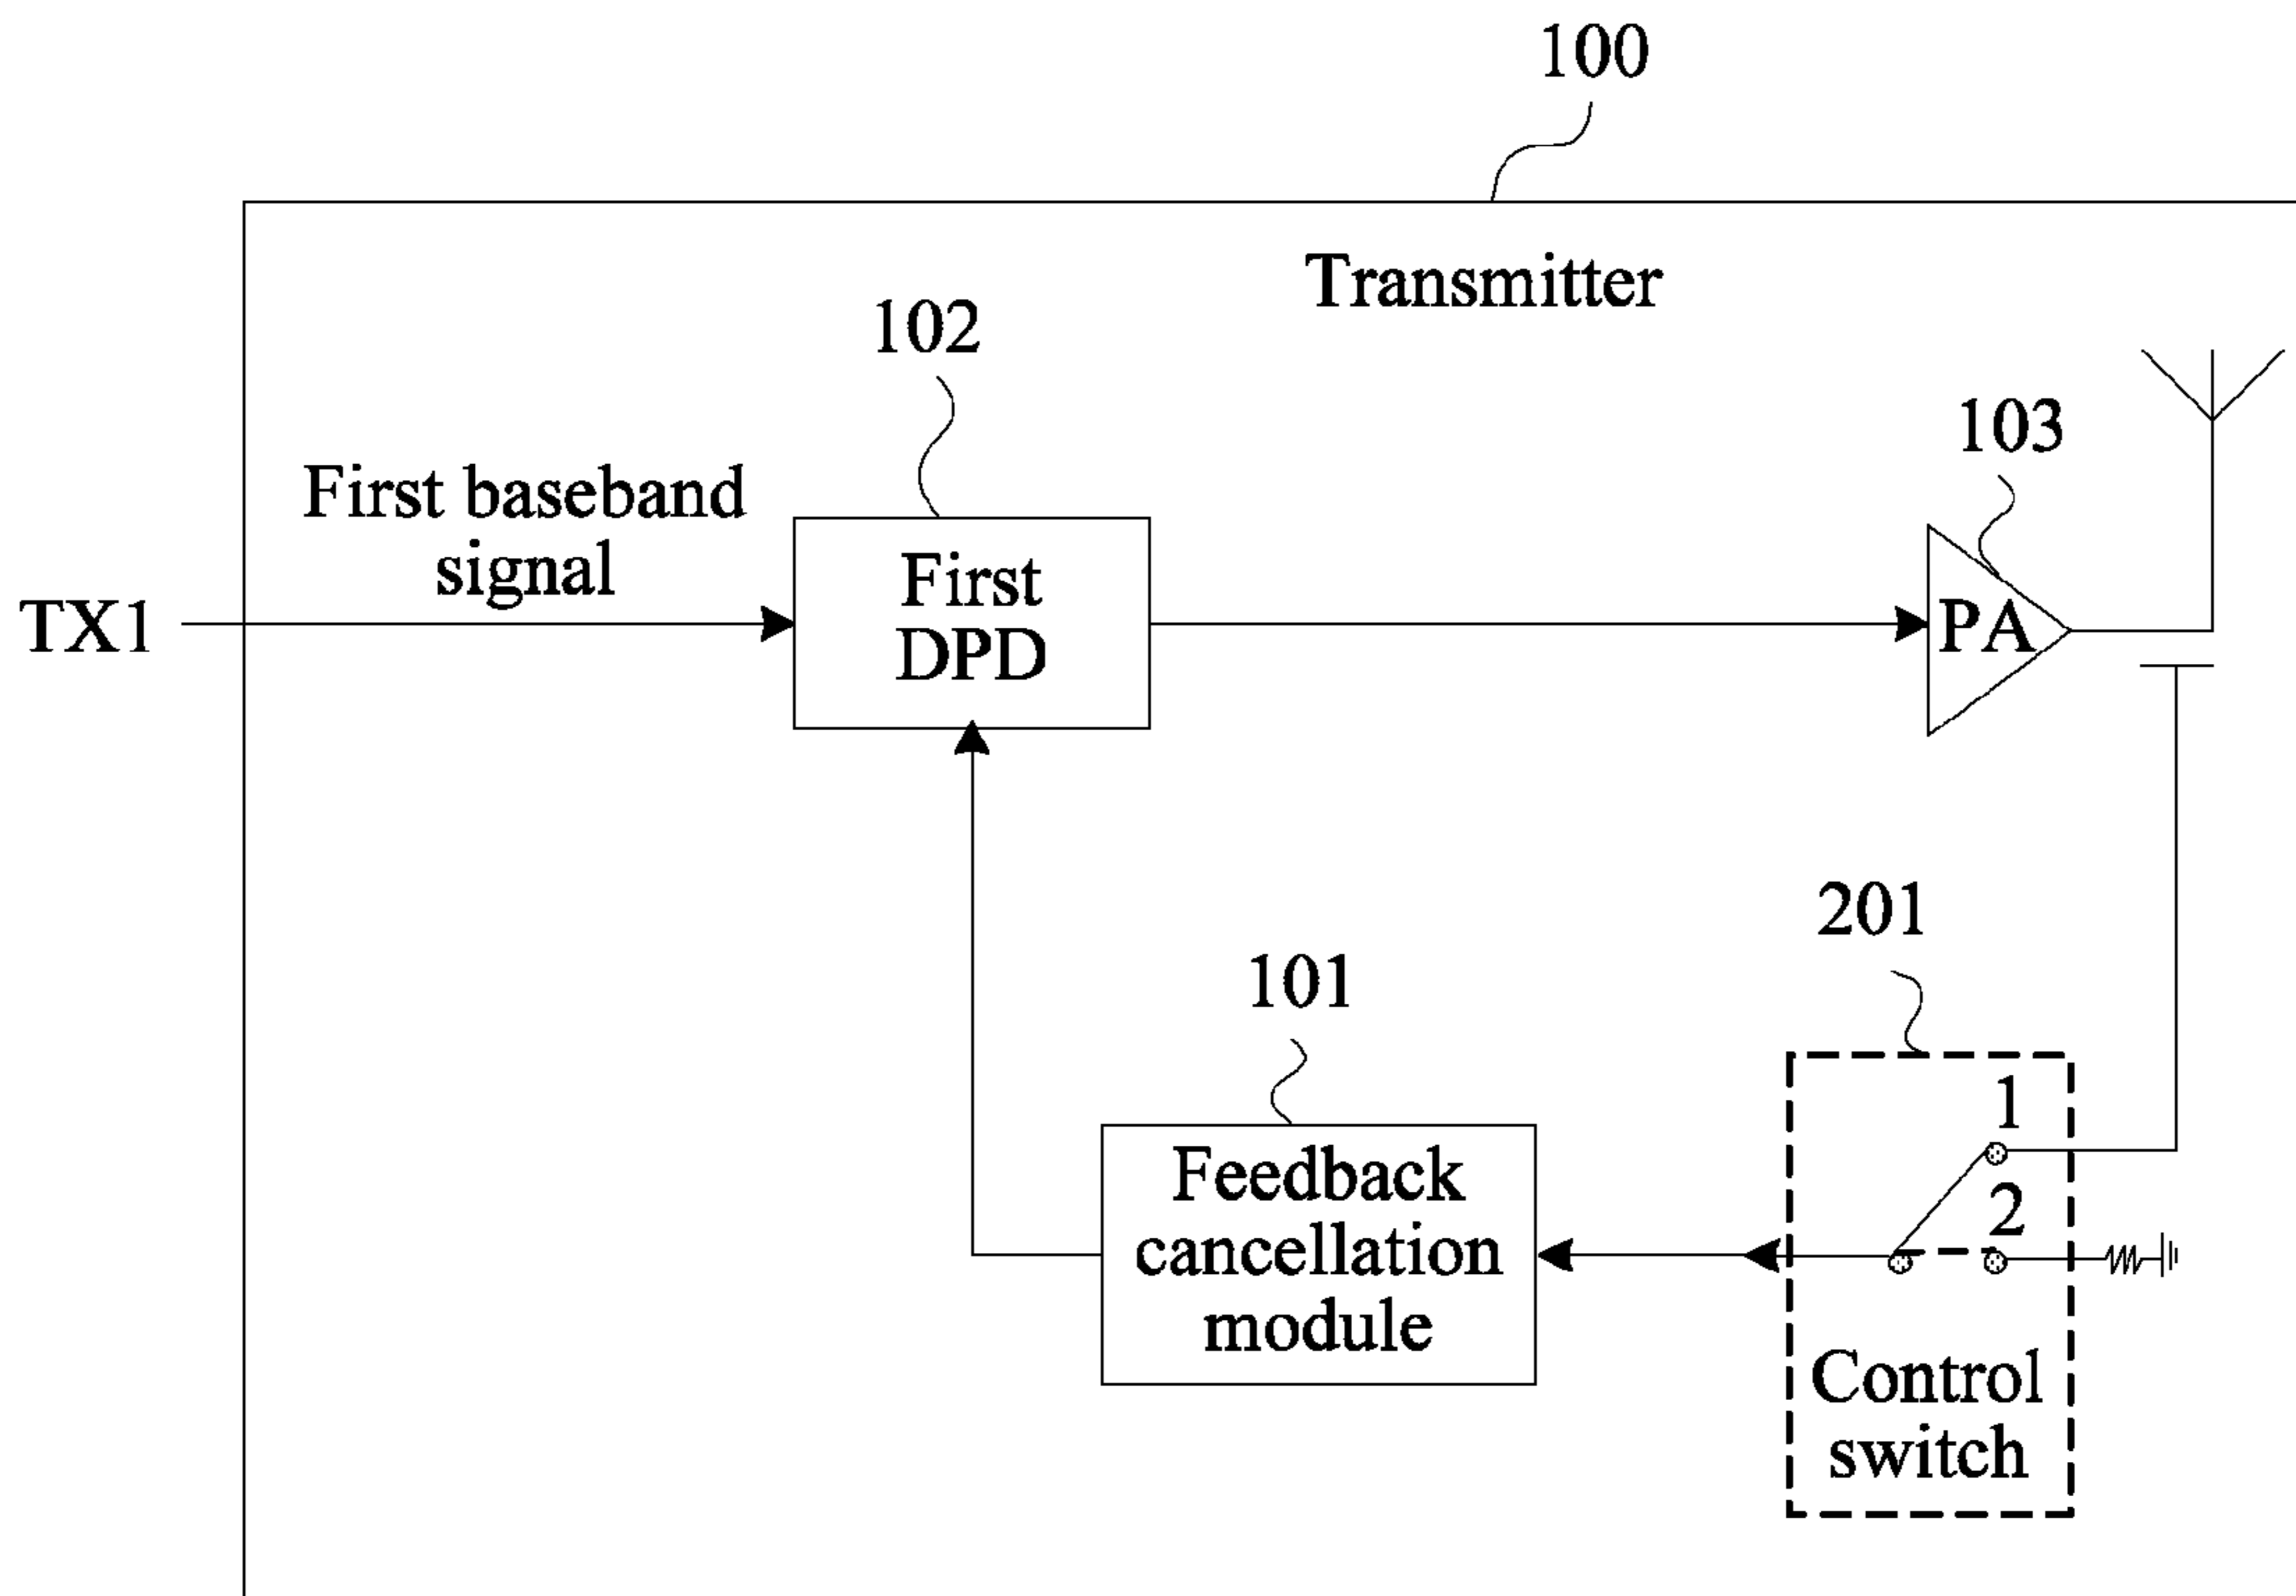 100
Transmitter
102
103
First baseband
signal
TX1
First
DPD
PA
201
101
1
2
Feedback
cancellation
module
Control
switch